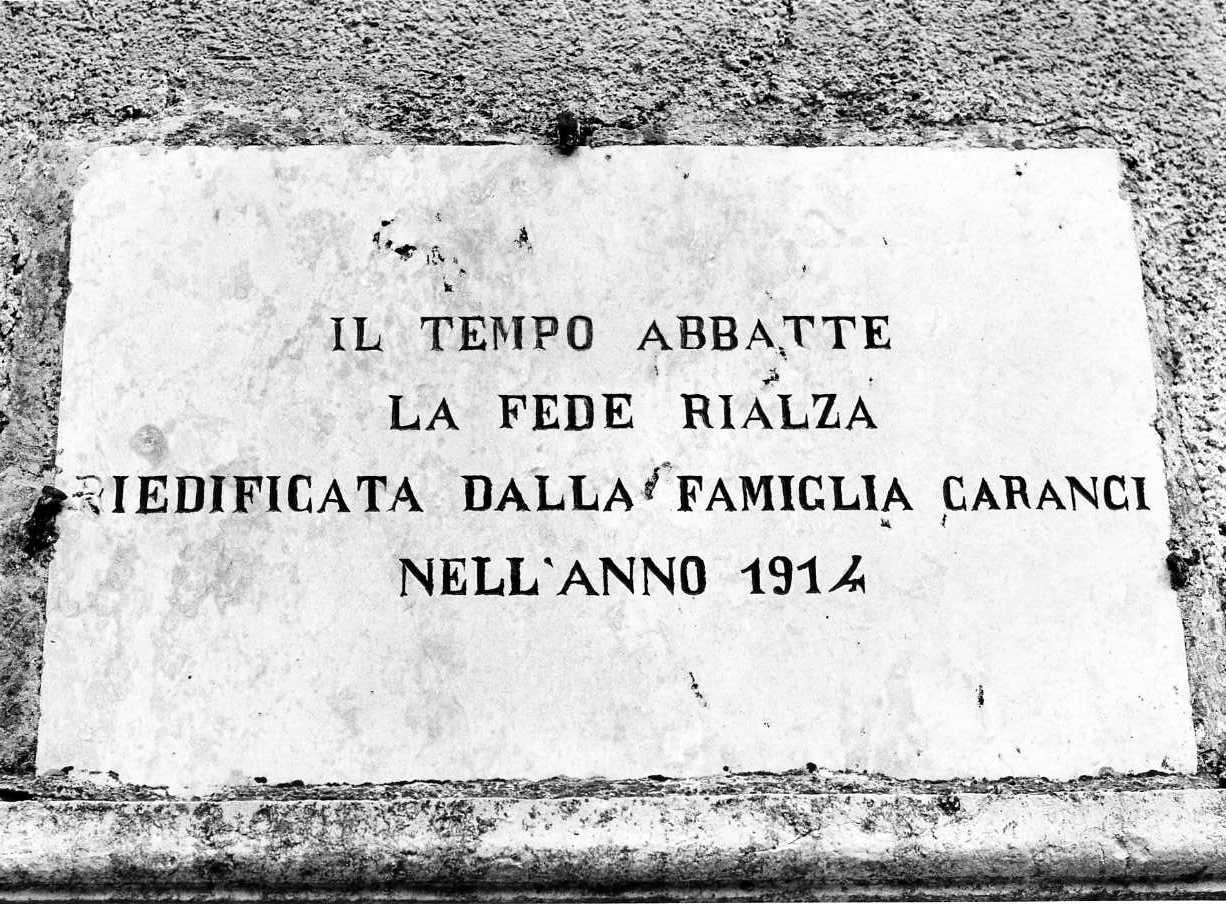 IL TEMPO ABBATTE
LA FEDE RIALZA
RIEDIFICATA DALLA FAMIGLIA CARANCI
NELL'ANNO 1914